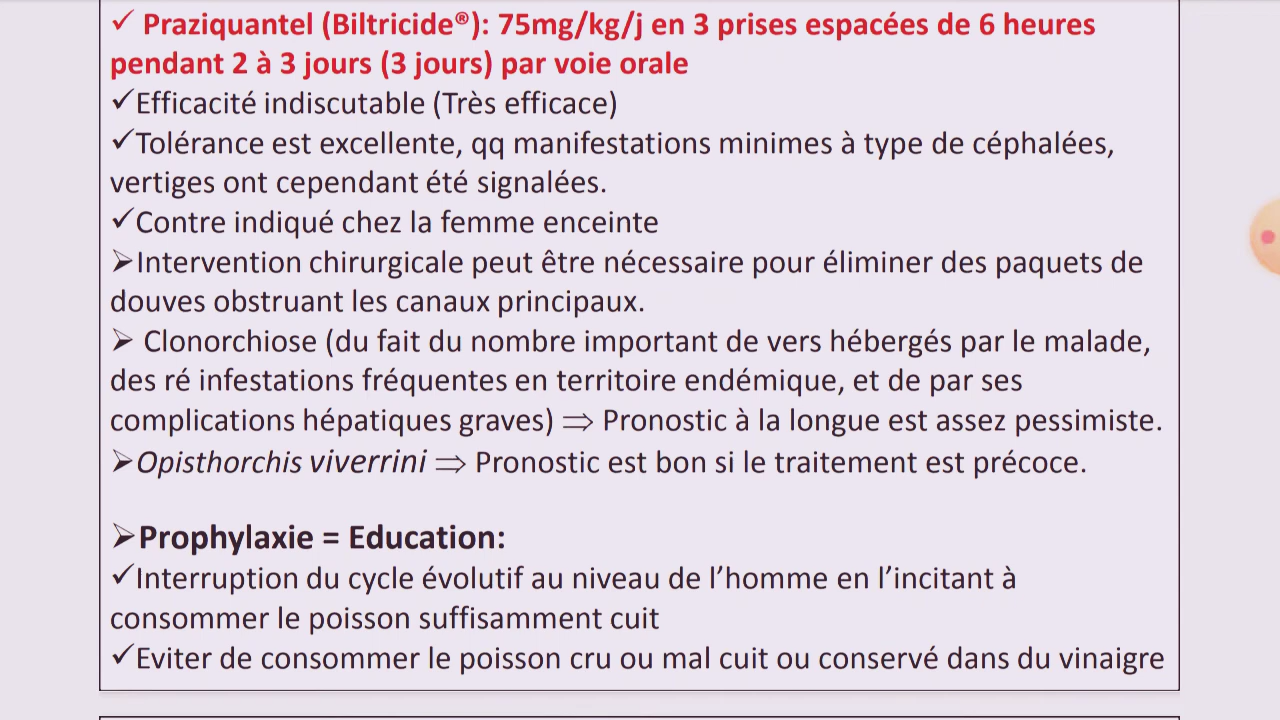 ✓ Praziquantel (Biltricide®): 75mg/kg/j en 3 prises espacées de 6 heures
pendant 2 à 3 jours (3 jours) par voie orale
✓Efficacité indiscutable (Très efficace)
✓Tolérance est excellente, qq manifestations minimes à type de céphalées,
vertiges ont cependant été signalées.
✓Contre indiqué chez la femme enceinte
➢Intervention chirurgicale peut être nécessaire pour éliminer des paquets de
douves obstruant les canaux principaux.
➢ Clonorchiose (du fait du nombre important de vers hébergés par le malade,
des ré infestations fréquentes en territoire endémique, et de par ses
complications hépatiques graves) ⇒ Pronostic à la longue est assez pessimiste.
➢Opisthorchis viverrini ⇒ Pronostic est bon si le traitement est précoce.
➢Prophylaxie = Education:
✓Interruption du cycle évolutif au niveau de l’homme en l’incitant à
consommer le poisson suffisamment cuit
✓Eviter de consommer le poisson cru ou mal cuit ou conservé dans du vinaigre